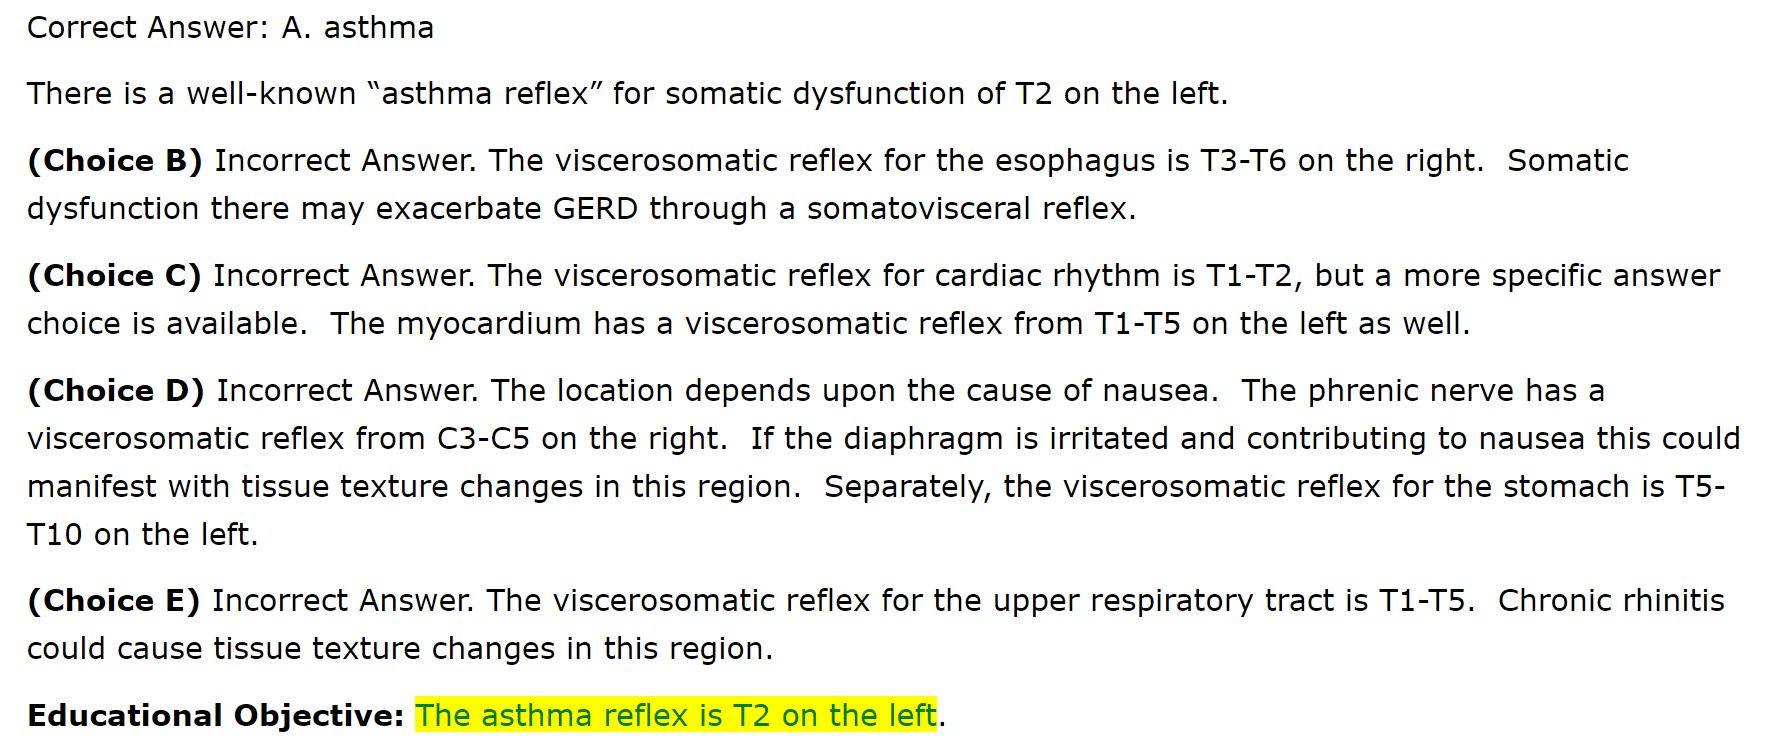 Correct Answer: A. asthma
There is a well-known “asthma reflex” for somatic dysfunction of T2 on the left.
(Choice B) Incorrect Answer. The viscerosomatic reflex for the esophagus is T3-T6 on the right.  Somatic
dysfunction there may exacerbate GERD through a somatovisceral reflex.
(Choice C) Incorrect Answer. The viscerosomatic reflex for cardiac rhythm is T1-T2, but a more specific answer
choice is available.  The myocardium has a viscerosomatic reflex from T1-T5 on the left as well.
(Choice D) Incorrect Answer. The location depends upon the cause of nausea.  The phrenic nerve has a
viscerosomatic reflex from C3-C5 on the right.  If the diaphragm is irritated and contributing to nausea this could
manifest with tissue texture changes in this region.  Separately, the viscerosomatic reflex for the stomach is T5-
T10 on the left.
(Choice E) Incorrect Answer. The viscerosomatic reflex for the upper respiratory tract is T1-T5.  Chronic rhinitis
could cause tissue texture changes in this region.
Educational Objective: The asthma reflex is T2 on the left.